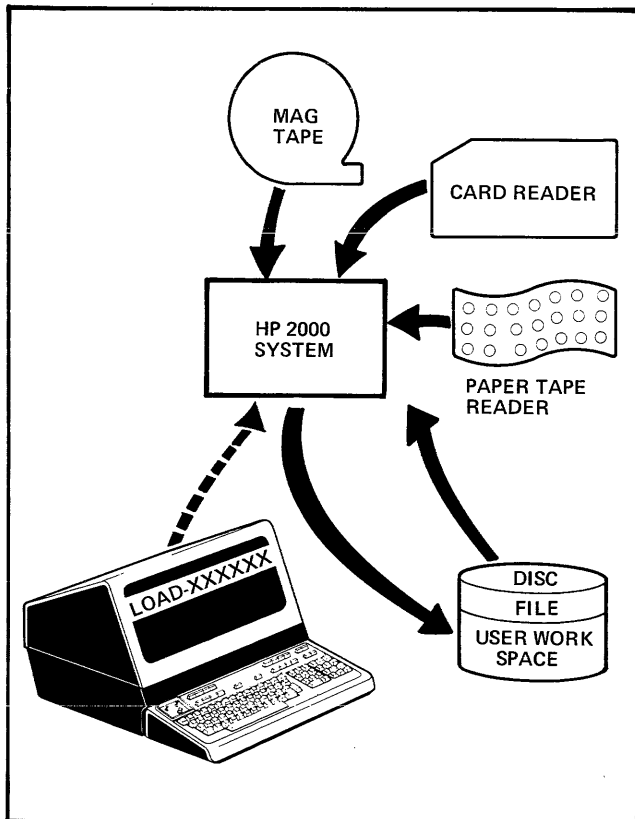 MAG
TAPE
CARD READER
HP 2000
SYSTEM
PAPER TAPE
READER
LOAD-XXXXXX
DISC
FILE
USER WORK
SPACE